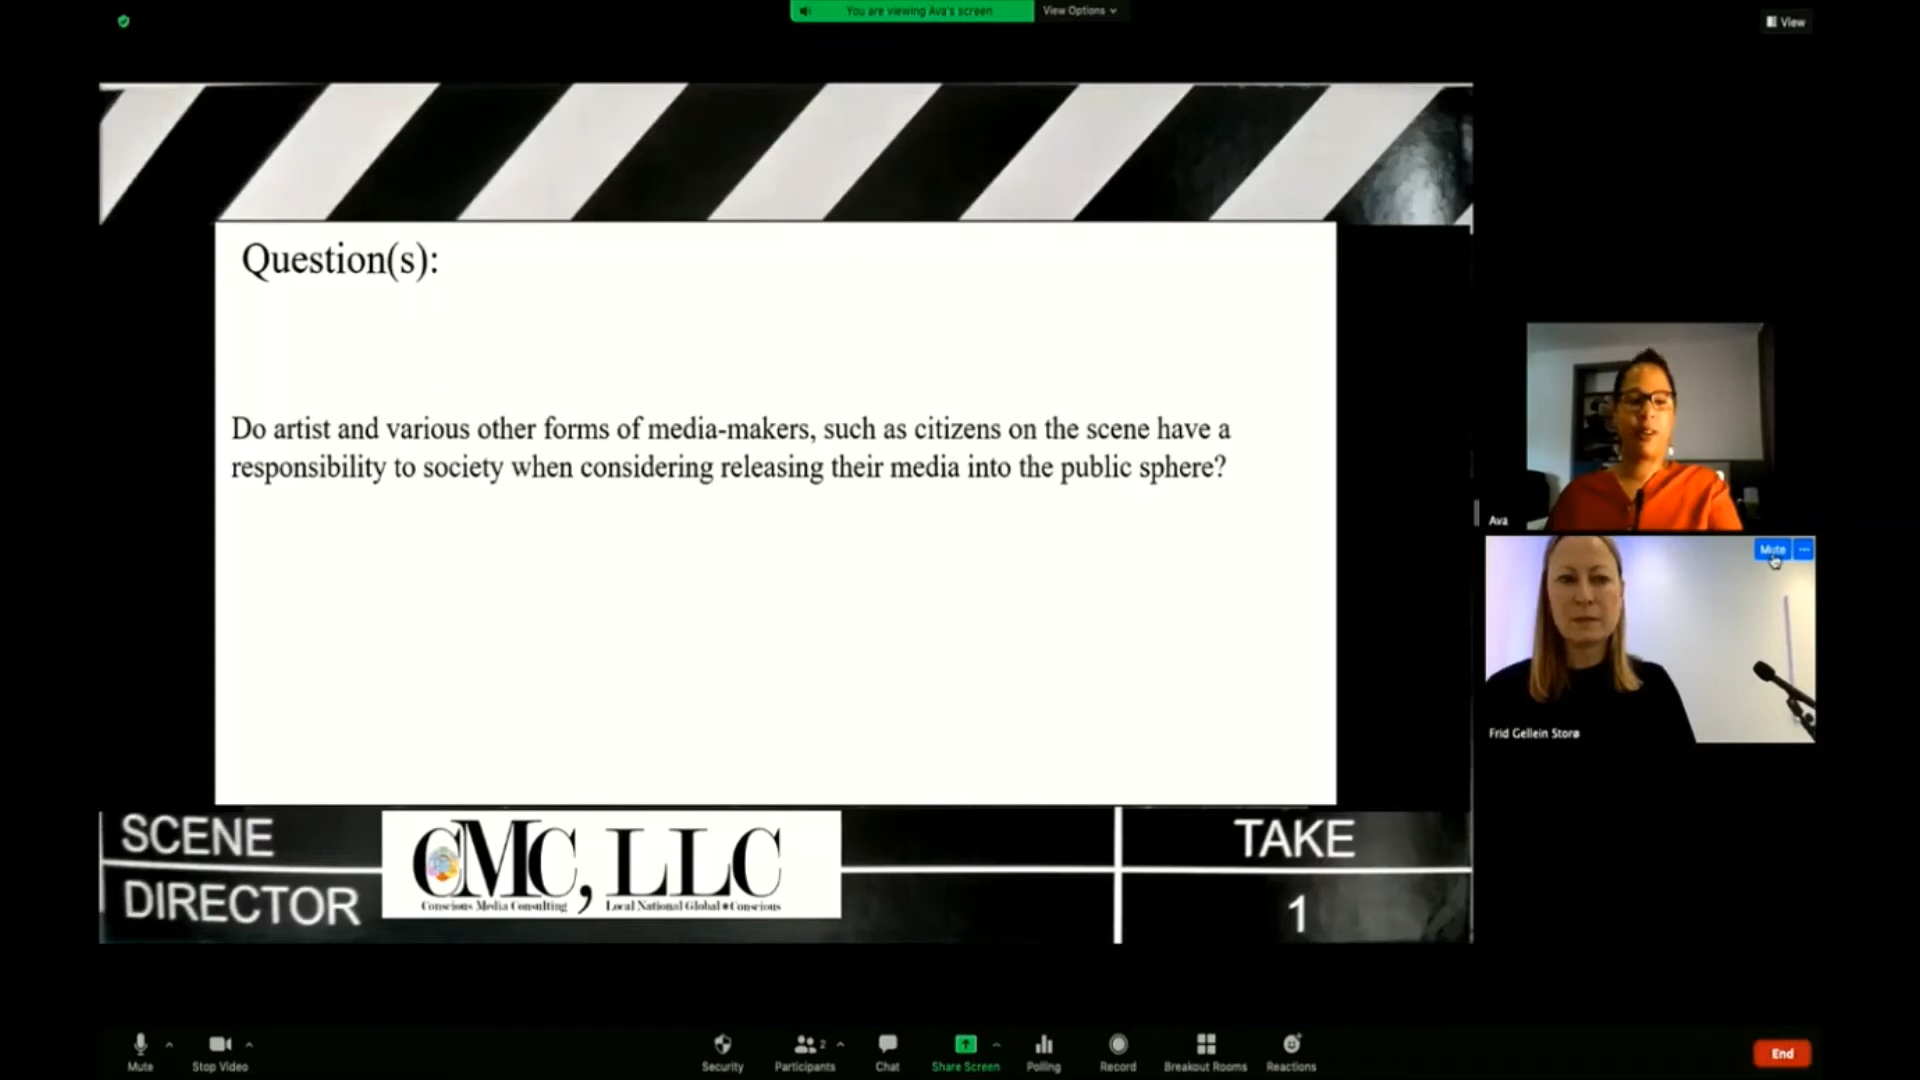 You are viewing Ava's screen
View Options
View
Question(s):
Do artist and various other forms of media-makers, such as citizens on the scene have a
responsibility to society when considering releasing their media into the public sphere?
Ava
Mute
Frid Gellein Storø
SCENE
DIRECTOR
CMC, LLC
Conscious Media Consulting
Local National Global Conscious
TAKE
1
Mute
Stop Video
Security
Participants
2
Chat
Share Screen
Polling
Record
Breakout Rooms
Reactions
End